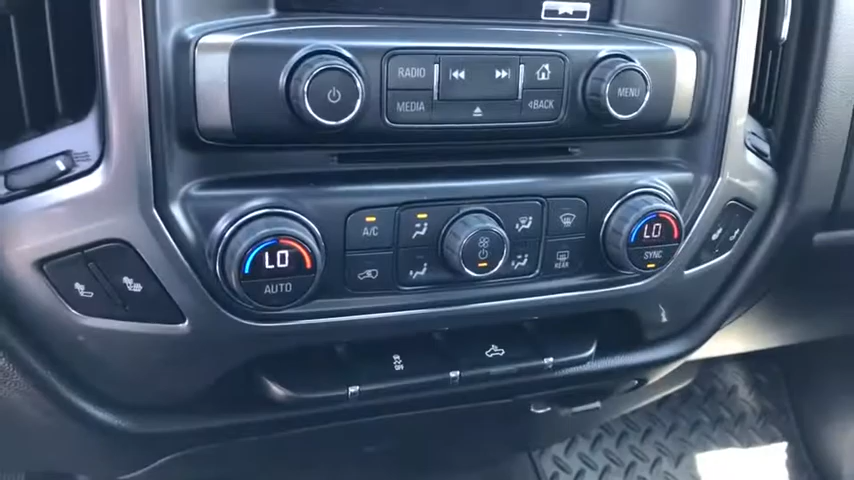 RADIO
MEDIA
BACK
MENU
A/C
LO
AUTO
REAR
LO
SYNC